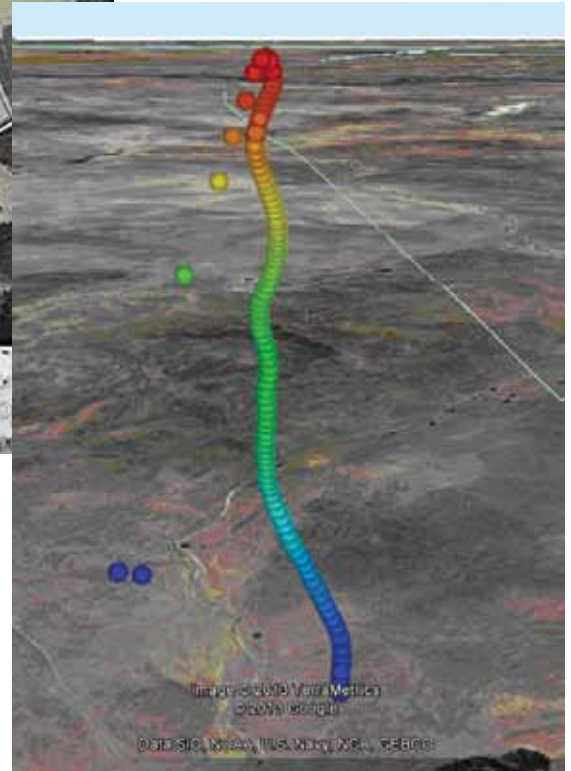 Image © 2013 TerraMetrics
© 2013 Google
Data SIO, NOAA, U.S. Navy, NGA, GEBCO